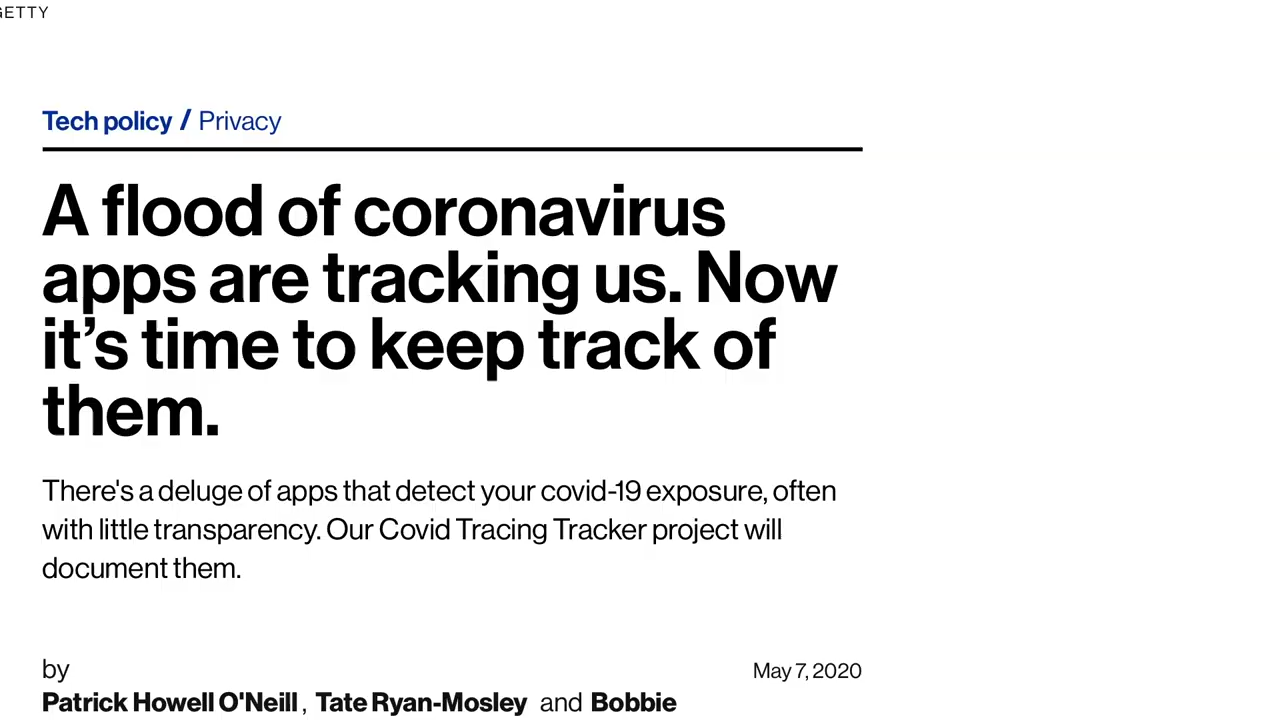 GETTY
Tech policy / Privacy
A flood of coronavirus
apps are tracking us. Now
it’s time to keep track of
them.
There's a deluge of apps that detect your covid-19 exposure, often
with little transparency. Our Covid Tracing Tracker project will
document them.
by
May 7, 2020
Patrick Howell O'Neill , Tate Ryan-Mosley and Bobbie